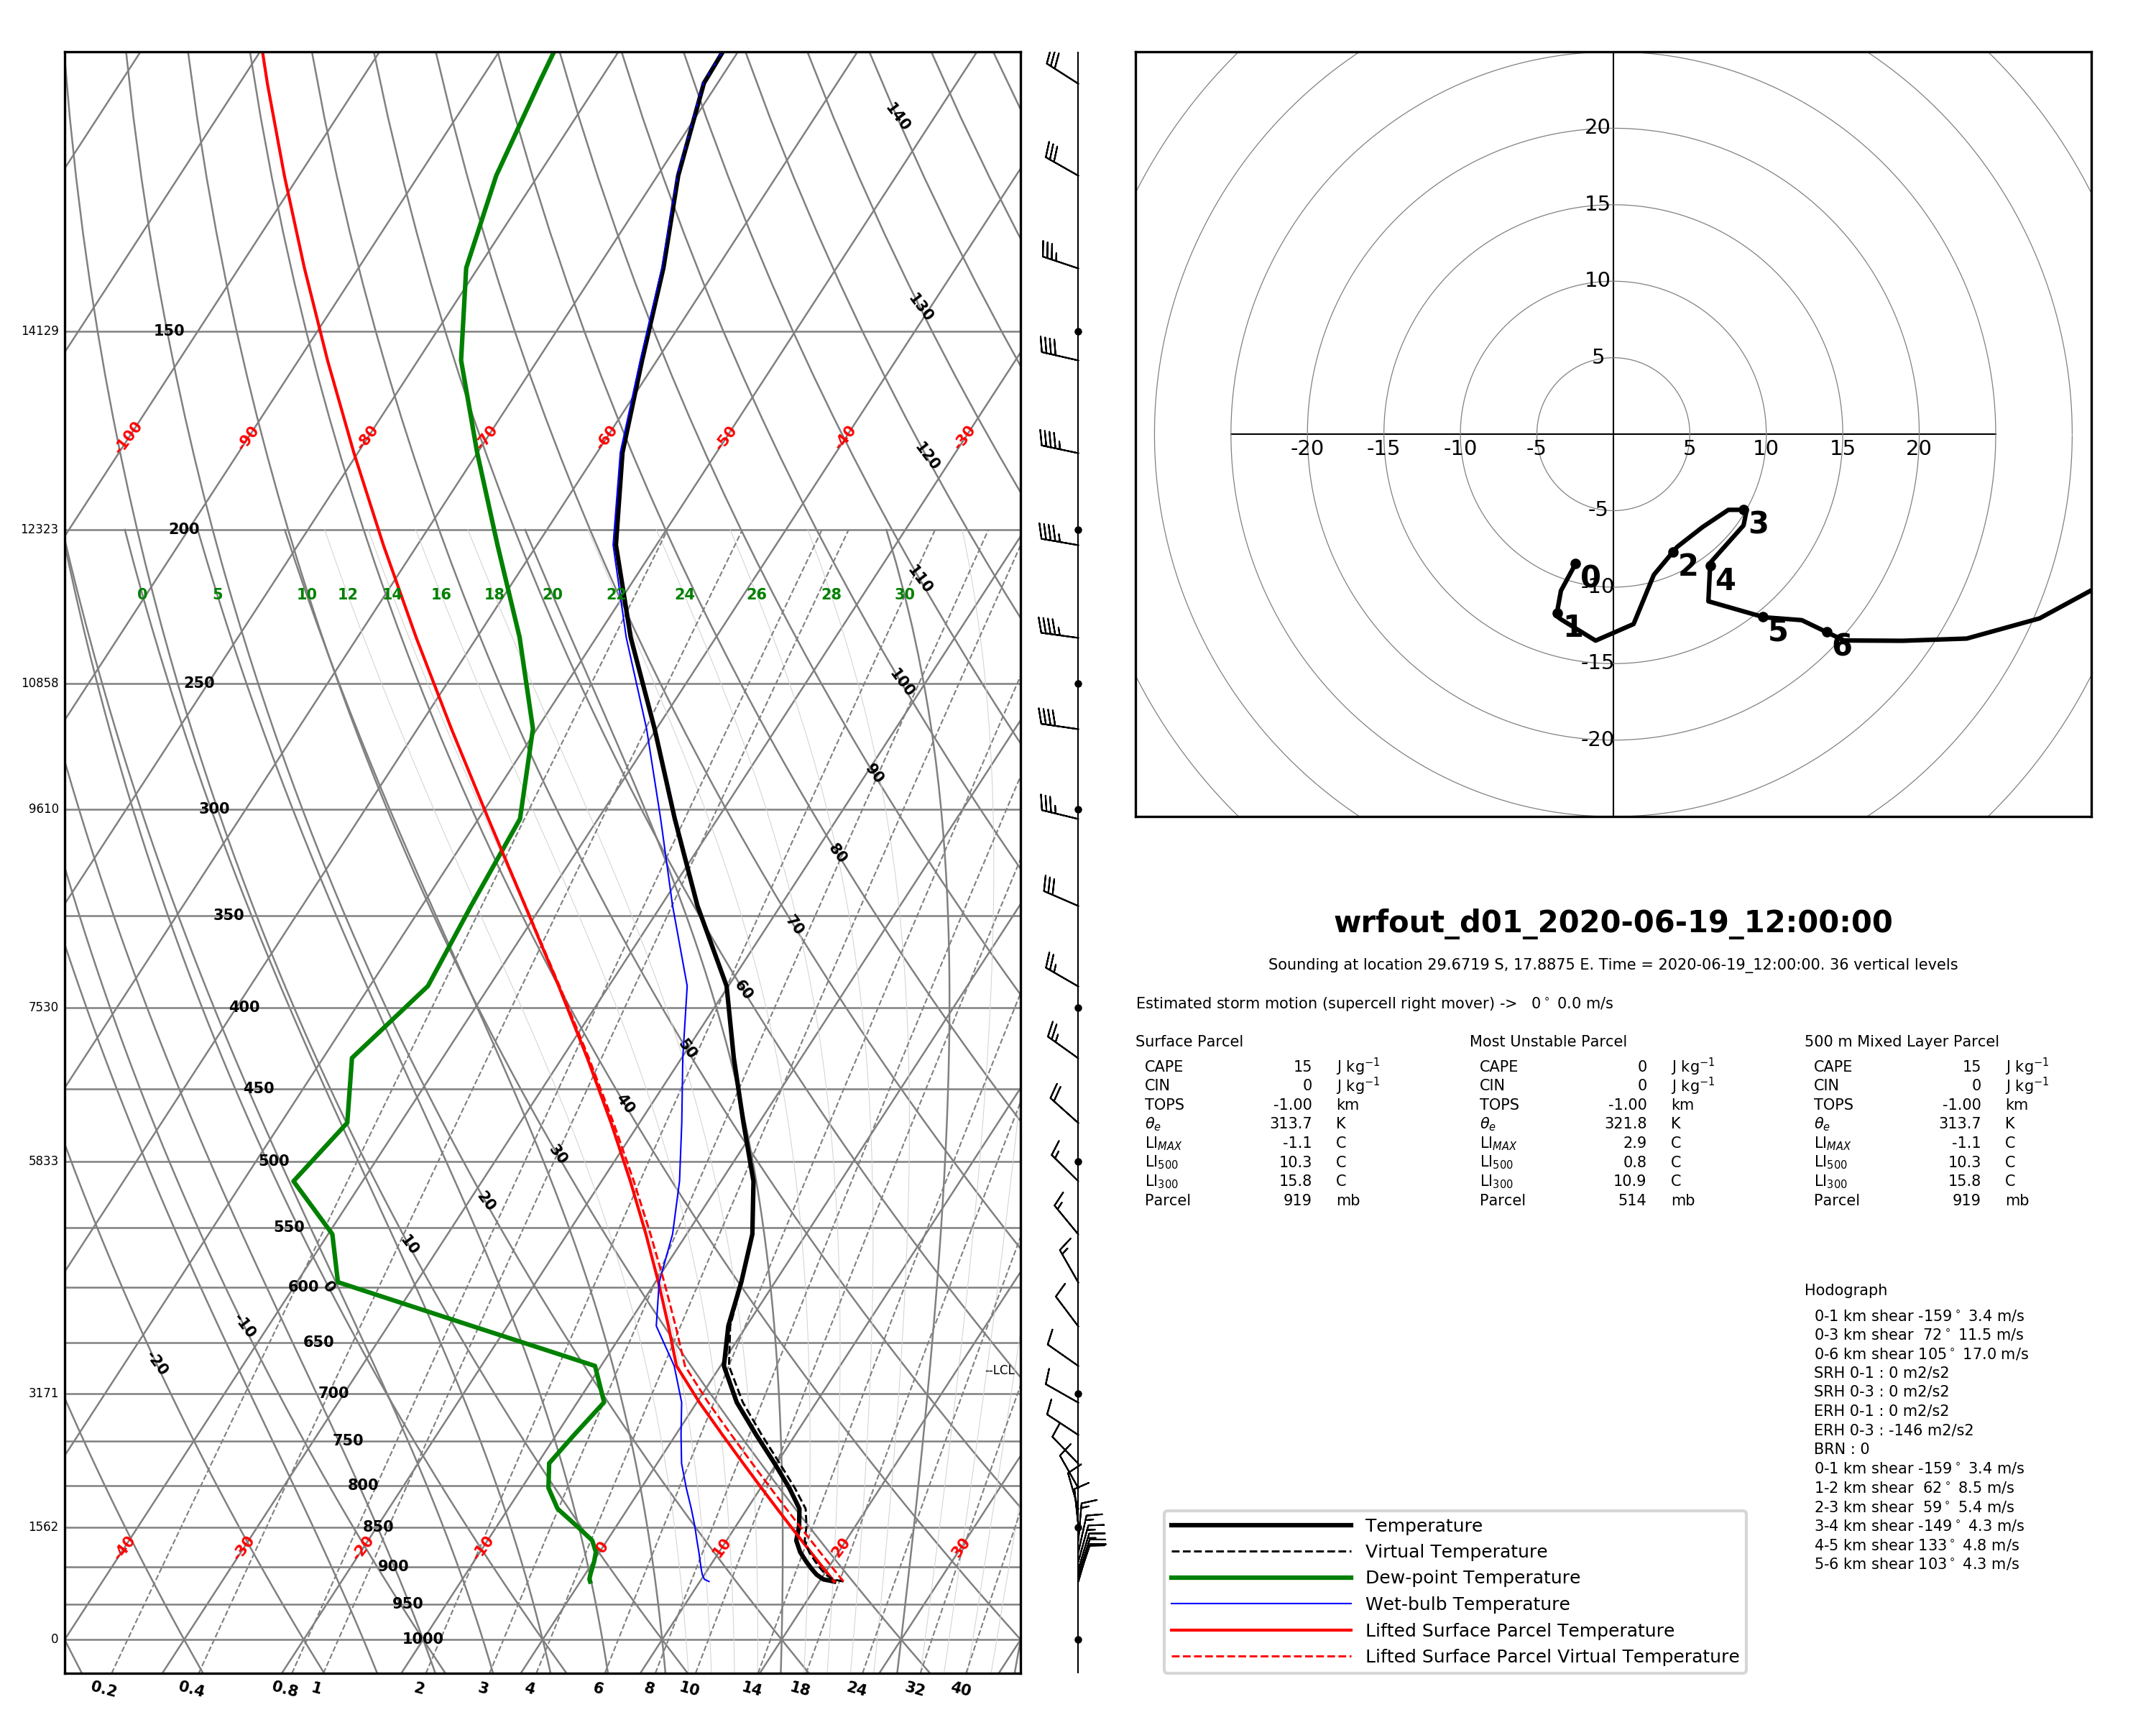 140
130
120
110
100
90
80
70
60
50
40
30
20
10
0
-10
-20
14129 150
-100 -90 -80 -70 -60 -50 -40 -30
12323 200
0 5 10 12 14 16 18 20 22 24 26 28 30
10858 250
9610 300
350
7530 400
450
5833 500
550
600
650
--LCL
3171 700
750
800
1562 850
-40 -30 -20 -10 0 10 20 30
900
950
0 1000
0.2 0.4 0.8 1 2 3 4 6 8 10 14 18 24 32 40
20
15
10
5
-20 -15 -10 -5 5 10 15 20
-5
-10
-15
-20
0 1 2 3 4 5 6
wrfout_d01_2020-06-19_12:00:00
Sounding at location 29.6719 S, 17.8875 E. Time = 2020-06-19_12:00:00. 36 vertical levels
Estimated storm motion (supercell right mover) -> 0° 0.0 m/s
Surface Parcel
CAPE 15 J kg⁻¹
CIN 0 J kg⁻¹
TOPS -1.00 km
θe 313.7 K
LI MAX -1.1 C
LI500 10.3 C
LI300 15.8 C
Parcel 919 mb
Most Unstable Parcel
CAPE 0 J kg⁻¹
CIN 0 J kg⁻¹
TOPS -1.00 km
θe 321.8 K
LI MAX 2.9 C
LI500 0.8 C
LI300 10.9 C
Parcel 514 mb
500 m Mixed Layer Parcel
CAPE 15 J kg⁻¹
CIN 0 J kg⁻¹
TOPS -1.00 km
θe 313.7 K
LI MAX -1.1 C
LI500 10.3 C
LI300 15.8 C
Parcel 919 mb
Hodograph
0-1 km shear -159° 3.4 m/s
0-3 km shear 72° 11.5 m/s
0-6 km shear 105° 17.0 m/s
SRH 0-1 : 0 m2/s2
SRH 0-3 : 0 m2/s2
ERH 0-1 : 0 m2/s2
ERH 0-3 : -146 m2/s2
BRN : 0
0-1 km shear -159° 3.4 m/s
1-2 km shear 62° 8.5 m/s
2-3 km shear 59° 5.4 m/s
3-4 km shear -149° 4.3 m/s
4-5 km shear 133° 4.8 m/s
5-6 km shear 103° 4.3 m/s
Temperature
Virtual Temperature
Dew-point Temperature
Wet-bulb Temperature
Lifted Surface Parcel Temperature
Lifted Surface Parcel Virtual Temperature